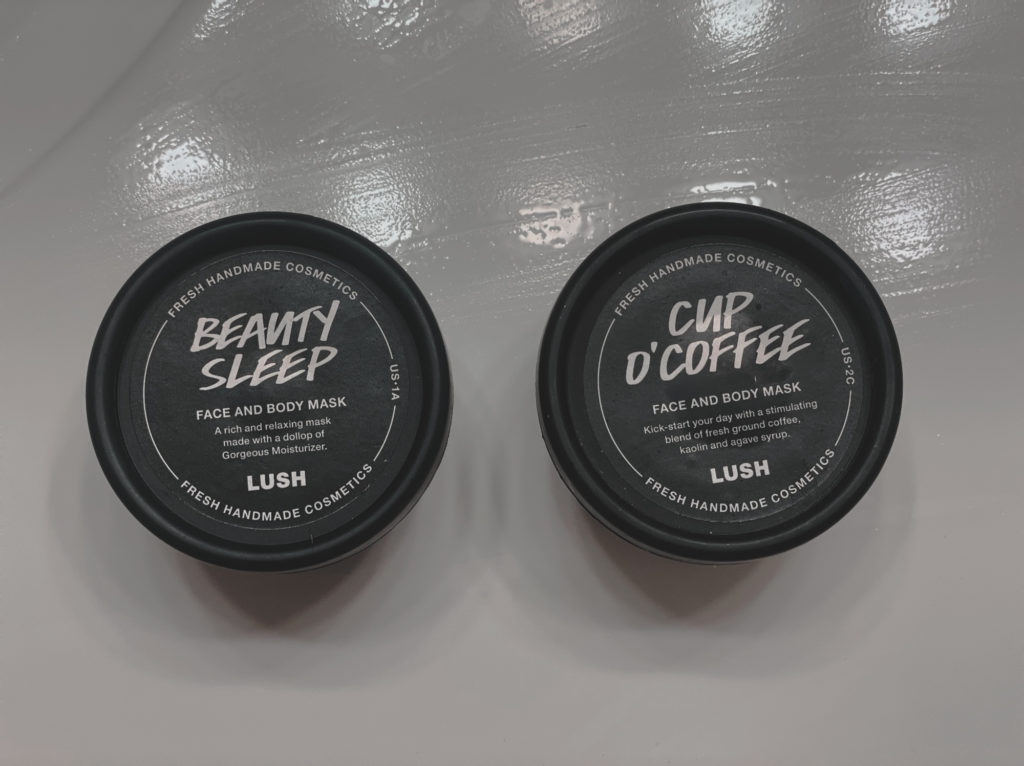 FRESH HANDMADE COSMETICS
BEAUTY
SLEEP
US•1A
FACE AND BODY MASK
A rich and relaxing mask
made with a dollop of
Gorgeous Moisturizer.
LUSH
FRESH HANDMADE COSMETICS
FRESH HANDMADE COSMETICS
CUP
O'COFFEE
US•2C
FACE AND BODY MASK
Kick-start your day with a stimulating
blend of fresh ground coffee,
kaolin and agave syrup.
LUSH
FRESH HANDMADE COSMETICS